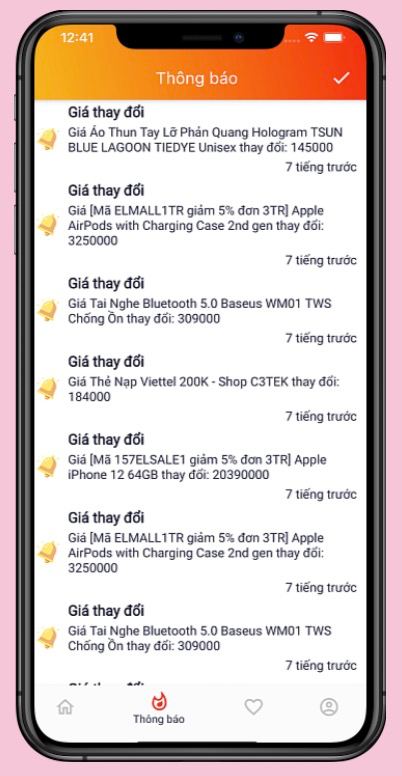 12:41
Thông báo
Giá thay đổi
Giá Áo Thun Tay Lỡ Phản Quang Hologram TSUN
BLUE LAGOON TIEDYE Unisex thay đổi: 145000
7 tiếng trước
Giá thay đổi
Giá [Mã ELMALL1TR giảm 5% đơn 3TR] Apple
AirPods with Charging Case 2nd gen thay đổi:
3250000
7 tiếng trước
Giá thay đổi
Giá Tai Nghe Bluetooth 5.0 Baseus WM01 TWS
Chống Ồn thay đổi: 309000
7 tiếng trước
Giá thay đổi
Giá Thẻ Nạp Viettel 200K - Shop C3TEK thay đổi:
184000
7 tiếng trước
Giá thay đổi
Giá [Mã 157ELSALE1 giảm 5% đơn 3TR] Apple
iPhone 12 64GB thay đổi: 20390000
7 tiếng trước
Giá thay đổi
Giá [Mã ELMALL1TR giảm 5% đơn 3TR] Apple
AirPods with Charging Case 2nd gen thay đổi:
3250000
7 tiếng trước
Giá thay đổi
Giá Tai Nghe Bluetooth 5.0 Baseus WM01 TWS
Chống Ồn thay đổi: 309000
7 tiếng trước
Thông báo